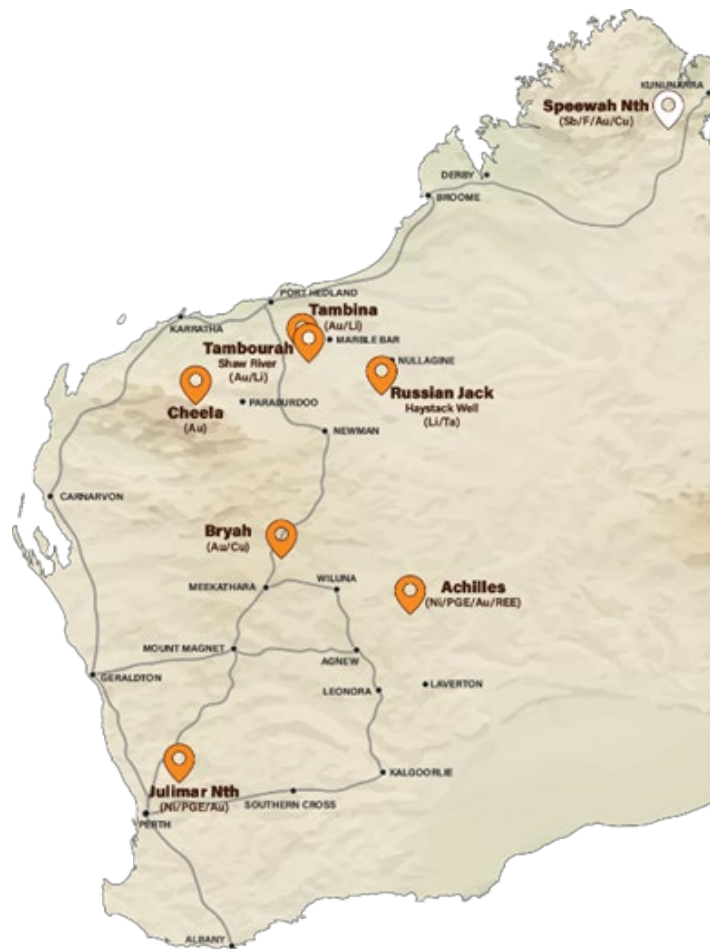 KUNUNARRA
Speewah Nth
(Sb/F/Au/Cu)
DERBY
BROOME
PORT HEDLAND
Tambina
(Au/Li)
KARRATHA
MARBLE BAR
Tambourah
Shaw River
(Au/Li)
NULLAGINE
Russian Jack
Haystack Well
(Li/Ta)
PARABURDOO
Cheela
(Au)
NEWMAN
CARNARVON
Bryah
(Au/Cu)
MEEKATHARA
WILUNA
Achilles
(Ni/PGE/Au/REE)
MOUNT MAGNET
AGNEW
GERALDTON
LEONORA
LAVERTON
KALGOORLIE
Julimar Nth
(Ni/PGE/Au)
SOUTHERN CROSS
PERTH
ALBANY